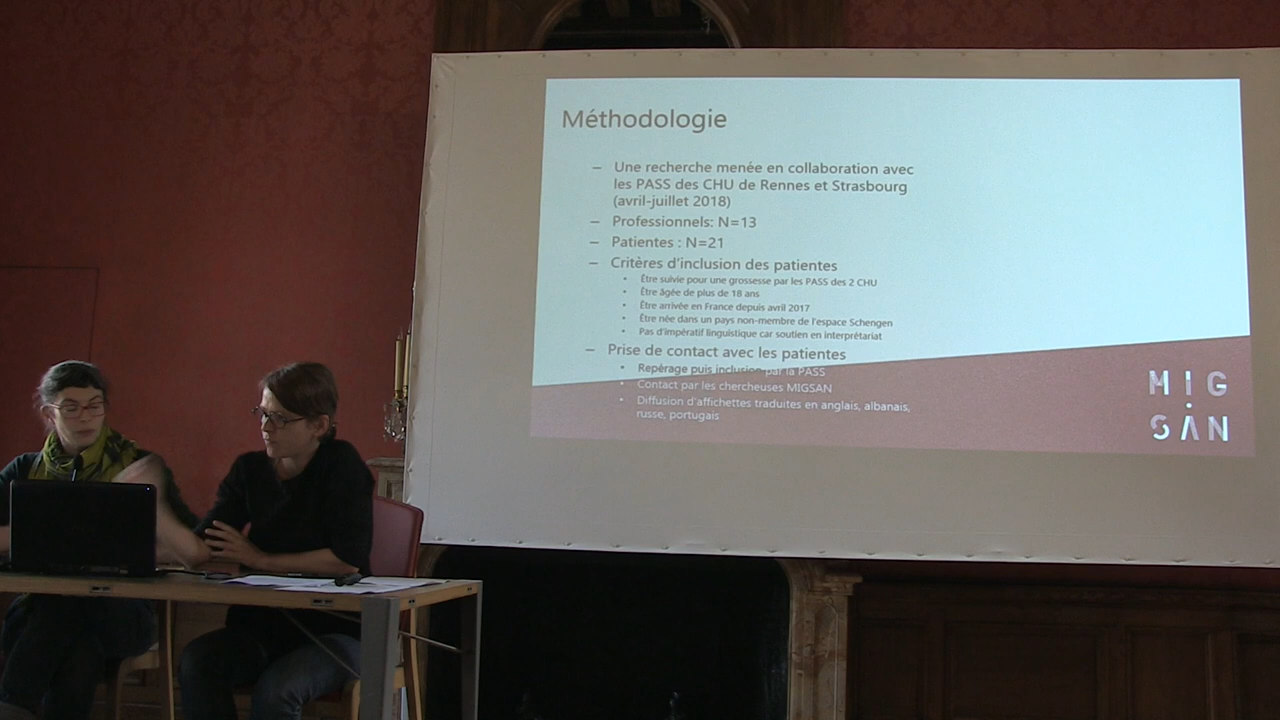 Méthodologie
– Une recherche menée en collaboration avec
les PASS des CHU de Rennes et Strasbourg
(avril-juillet 2018)
– Professionnels: N=13
– Patientes : N=21
– Critères d'inclusion des patientes
• Être suivie pour une grossesse par les PASS des 2 CHU
• Être âgée de plus de 18 ans
• Être arrivée en France depuis avril 2017
• Être née dans un pays non-membre de l'espace Schengen
• Pas d'impératif linguistique car soutien en interprétariat
– Prise de contact avec les patientes
• Repérage puis inclusion par la PASS
• Contact par les chercheuses MIGSAN
• Diffusion d'affichettes traduites en anglais, albanais,
russe, portugais
MIG
SAN